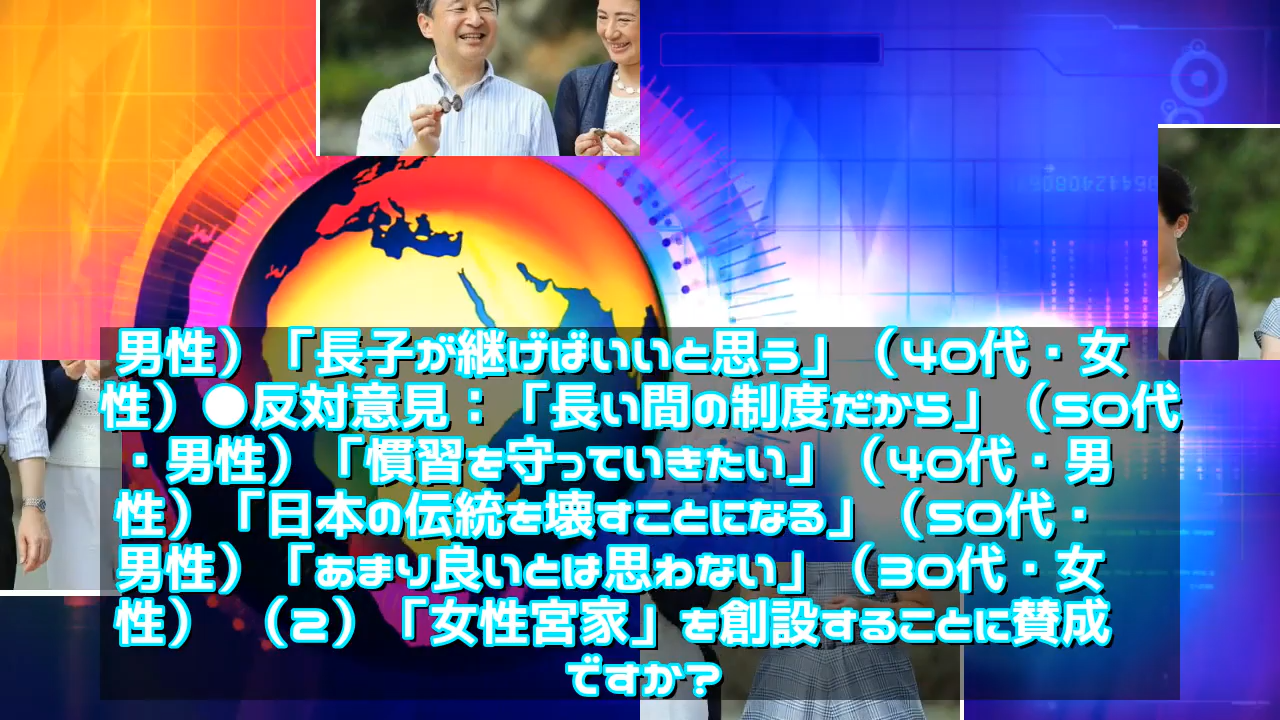 男性）「長子が継げばいいと思う」（40代・女
性）●反対意見：「長い間の制度だから」（50代
・男性）「慣習を守っていきたい」（40代・男
性）「日本の伝統を壊すことになる」（50代・
男性）「あまり良いとは思わない」（30代・女
性）　（2）「女性宮家」を創設することに賛成
ですか？